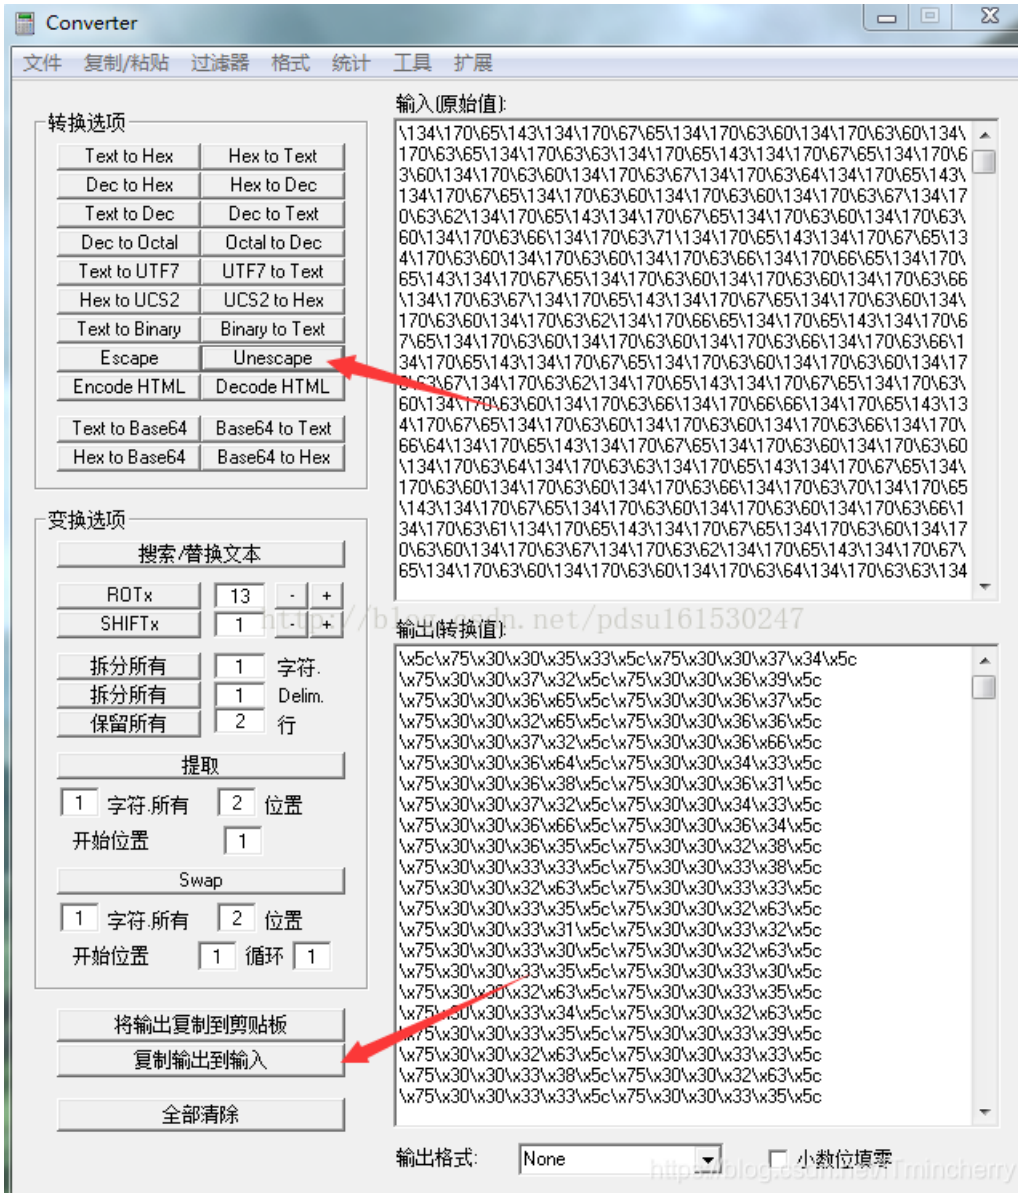 Converter
文件 复制/粘贴 过滤器 格式 统计 工具 扩展
转换选项
Text to Hex Hex to Text
Dec to Hex Hex to Dec
Text to Dec Dec to Text
Dec to Octal Octal to Dec
Text to UTF7 UTF7 to Text
Hex to UCS2 UCS2 to Hex
Text to Binary Binary to Text
Escape Unescape
Encode HTML Decode HTML
Text to Base64 Base64 to Text
Hex to Base64 Base64 to Hex
变换选项
搜索/替换文本
ROTx 13 - +
SHIFTx 1 - +
拆分所有 1 字符.
拆分所有 1 Delim.
保留所有 2 行
提取
1 字符.所有 2 位置
开始位置 1
Swap
1 字符.所有 2 位置
开始位置 1 循环 1
将输出复制到剪贴板
复制输出到输入
全部清除
输入(原始值):
\134\170\65\143\134\170\67\65\134\170\63\60\134\170\63\60\134\
170\63\65\134\170\63\63\134\170\65\143\134\170\67\65\134\170\6
3\60\134\170\63\60\134\170\63\67\134\170\63\64\134\170\65\143\
134\170\67\65\134\170\63\60\134\170\63\60\134\170\63\67\134\17
0\63\62\134\170\65\143\134\170\67\65\134\170\63\60\134\170\63\
60\134\170\63\66\134\170\63\71\134\170\65\143\134\170\67\65\13
4\170\63\60\134\170\63\60\134\170\63\66\134\170\66\65\134\170\
65\143\134\170\67\65\134\170\63\60\134\170\63\60\134\170\63\66
\134\170\63\67\134\170\65\143\134\170\67\65\134\170\63\60\134\
170\63\60\134\170\63\62\134\170\66\65\134\170\65\143\134\170\6
7\65\134\170\63\60\134\170\63\60\134\170\63\66\134\170\63\66\1
34\170\65\143\134\170\67\65\134\170\63\60\134\170\63\60\134\17
0\63\67\134\170\63\62\134\170\65\143\134\170\67\65\134\170\63\
60\134\170\63\60\134\170\63\66\134\170\66\66\134\170\65\143\13
4\170\67\65\134\170\63\60\134\170\63\60\134\170\63\66\134\170\
66\64\134\170\65\143\134\170\67\65\134\170\63\60\134\170\63\60
\134\170\63\64\134\170\63\63\134\170\65\143\134\170\67\65\134\
170\63\60\134\170\63\60\134\170\63\66\134\170\63\70\134\170\65
\143\134\170\67\65\134\170\63\60\134\170\63\60\134\170\63\66\1
34\170\63\61\134\170\65\143\134\170\67\65\134\170\63\60\134\17
0\63\60\134\170\63\67\134\170\63\62\134\170\65\143\134\170\67\
65\134\170\63\60\134\170\63\60\134\170\63\64\134\170\63\63\134
http://blog.csdn.net/pdsu161530247
输出(转换值):
\x5c\x75\x30\x30\x35\x33\x5c\x75\x30\x30\x37\x34\x5c
\x75\x30\x30\x37\x32\x5c\x75\x30\x30\x36\x39\x5c
\x75\x30\x30\x36\x65\x5c\x75\x30\x30\x36\x37\x5c
\x75\x30\x30\x32\x65\x5c\x75\x30\x30\x36\x36\x5c
\x75\x30\x30\x37\x32\x5c\x75\x30\x30\x36\x66\x5c
\x75\x30\x30\x36\x64\x5c\x75\x30\x30\x34\x33\x5c
\x75\x30\x30\x36\x38\x5c\x75\x30\x30\x36\x31\x5c
\x75\x30\x30\x37\x32\x5c\x75\x30\x30\x34\x33\x5c
\x75\x30\x30\x36\x66\x5c\x75\x30\x30\x36\x34\x5c
\x75\x30\x30\x36\x35\x5c\x75\x30\x30\x32\x38\x5c
\x75\x30\x30\x33\x33\x5c\x75\x30\x30\x33\x38\x5c
\x75\x30\x30\x32\x63\x5c\x75\x30\x30\x33\x33\x5c
\x75\x30\x30\x33\x35\x5c\x75\x30\x30\x32\x63\x5c
\x75\x30\x30\x33\x31\x5c\x75\x30\x30\x33\x32\x5c
\x75\x30\x30\x33\x30\x5c\x75\x30\x30\x32\x63\x5c
\x75\x30\x30\x33\x35\x5c\x75\x30\x30\x33\x30\x5c
\x75\x30\x30\x32\x63\x5c\x75\x30\x30\x33\x35\x5c
\x75\x30\x30\x33\x34\x5c\x75\x30\x30\x32\x63\x5c
\x75\x30\x30\x33\x35\x5c\x75\x30\x30\x33\x39\x5c
\x75\x30\x30\x32\x63\x5c\x75\x30\x30\x33\x33\x5c
\x75\x30\x30\x33\x38\x5c\x75\x30\x30\x32\x63\x5c
\x75\x30\x30\x33\x33\x5c\x75\x30\x30\x33\x35\x5c
输出格式: None 小数位填零
https://blog.csdn.net/ITmincherry